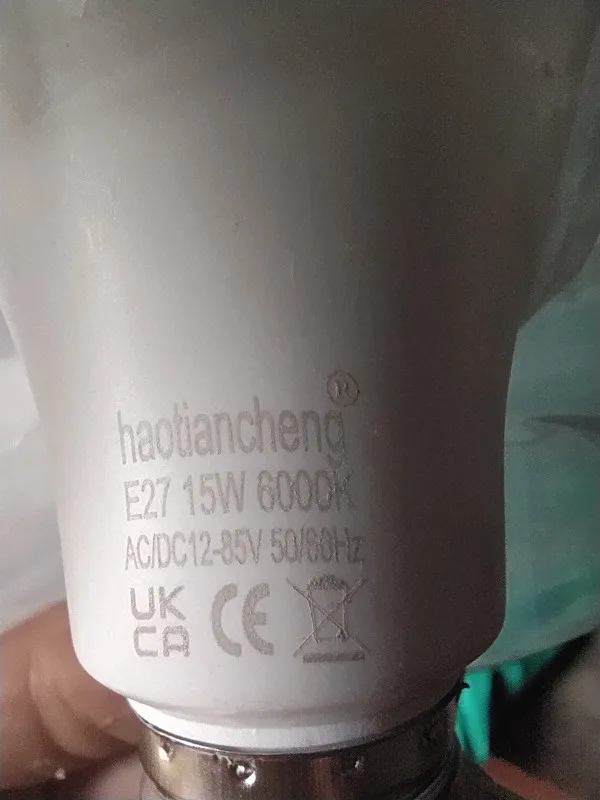 haotiancheng®
E27 15W 6000K
AC/DC12-85V 50/60Hz
UK
CA CE